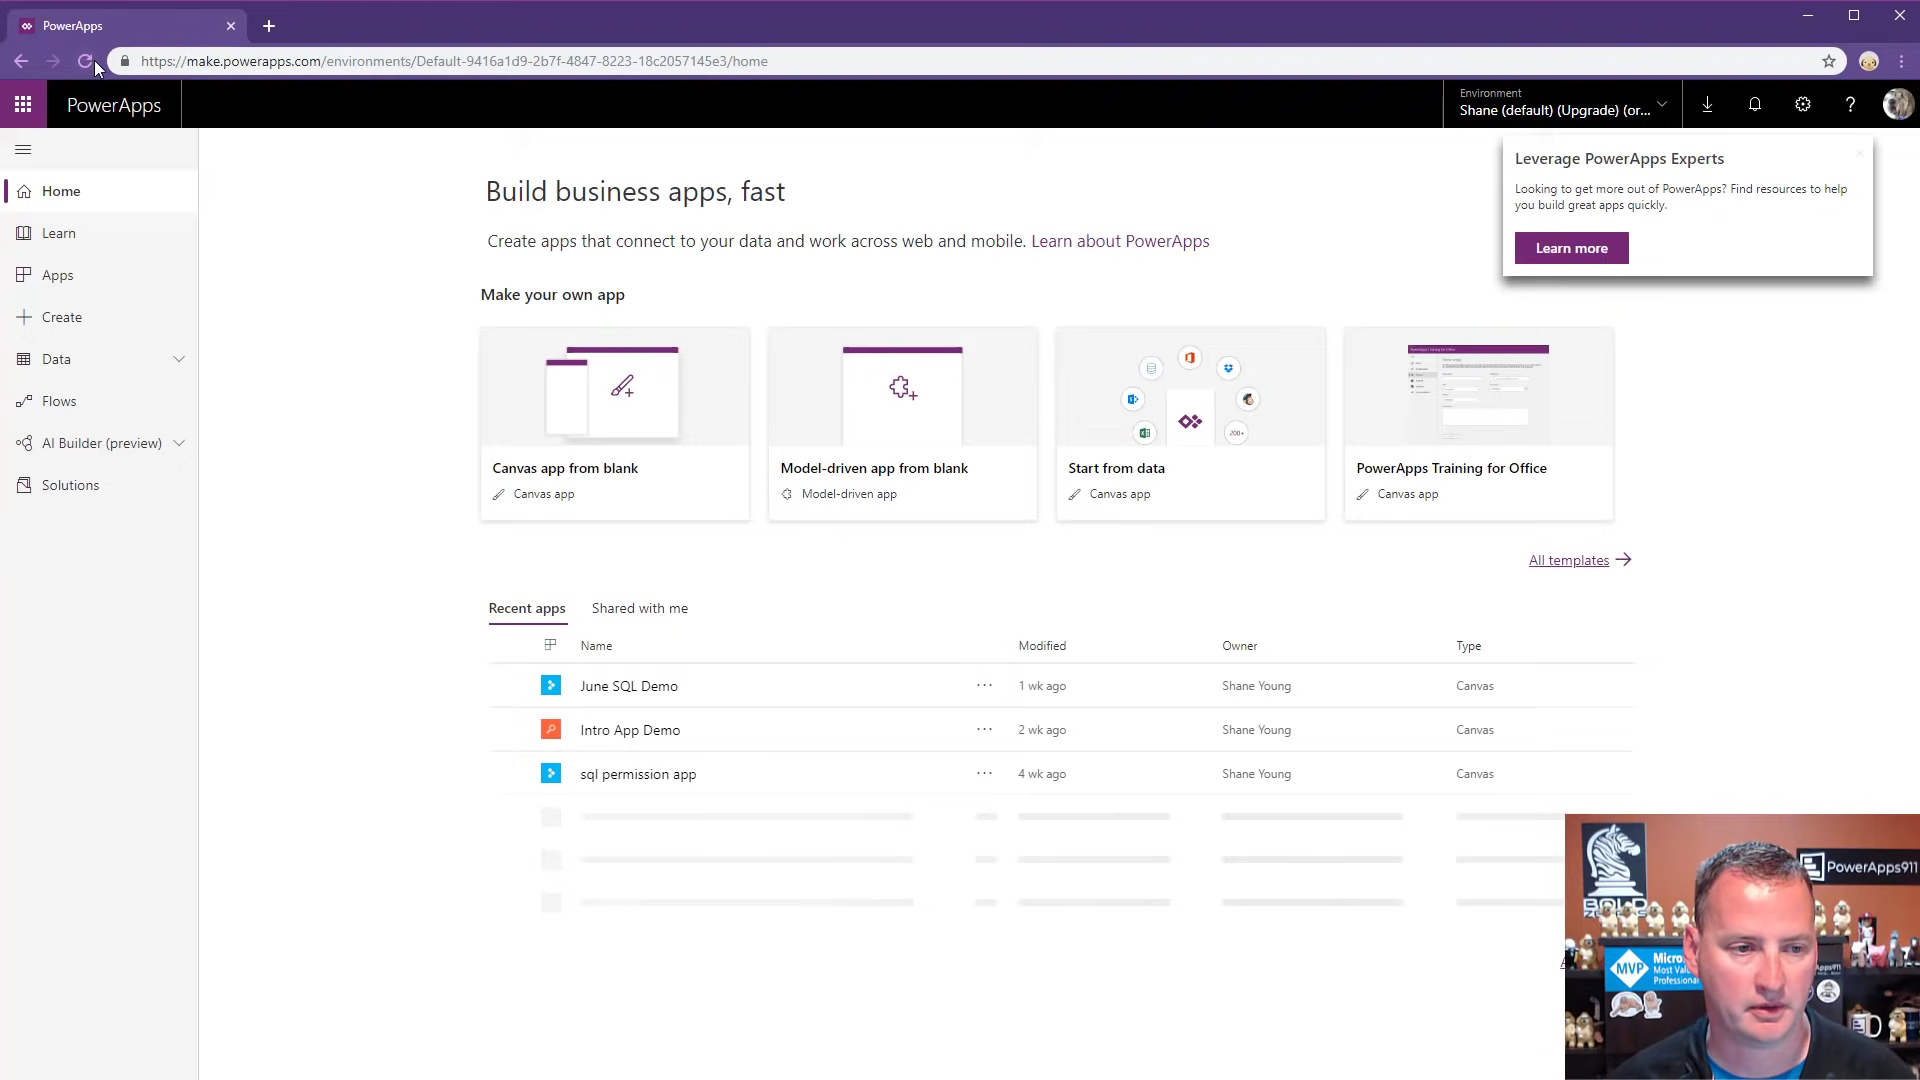 PowerApps
https://make.powerapps.com/environments/Default-9416a1d9-2b7f-4847-8223-18c2057145e3/home
PowerApps
Environment
Shane (default) (Upgrade) (or...
Leverage PowerApps Experts
Looking to get more out of PowerApps? Find resources to help
you build great apps quickly.
Learn more
Home
Learn
Apps
Create
Data
Flows
AI Builder (preview)
Solutions
Build business apps, fast
Create apps that connect to your data and work across web and mobile. Learn about PowerApps
Make your own app
200+
Canvas app from blank
Canvas app
Model-driven app from blank
Model-driven app
Start from data
Canvas app
PowerApps Training for Office
Canvas app
All templates
Recent apps
Shared with me
Name Modified Owner Type
June SQL Demo ... 1 wk ago Shane Young Canvas
Intro App Demo ... 2 wk ago Shane Young Canvas
sql permission app ... 4 wk ago Shane Young Canvas
PowerApps911
BOLD
MVP
Micro
Most Val
Professional